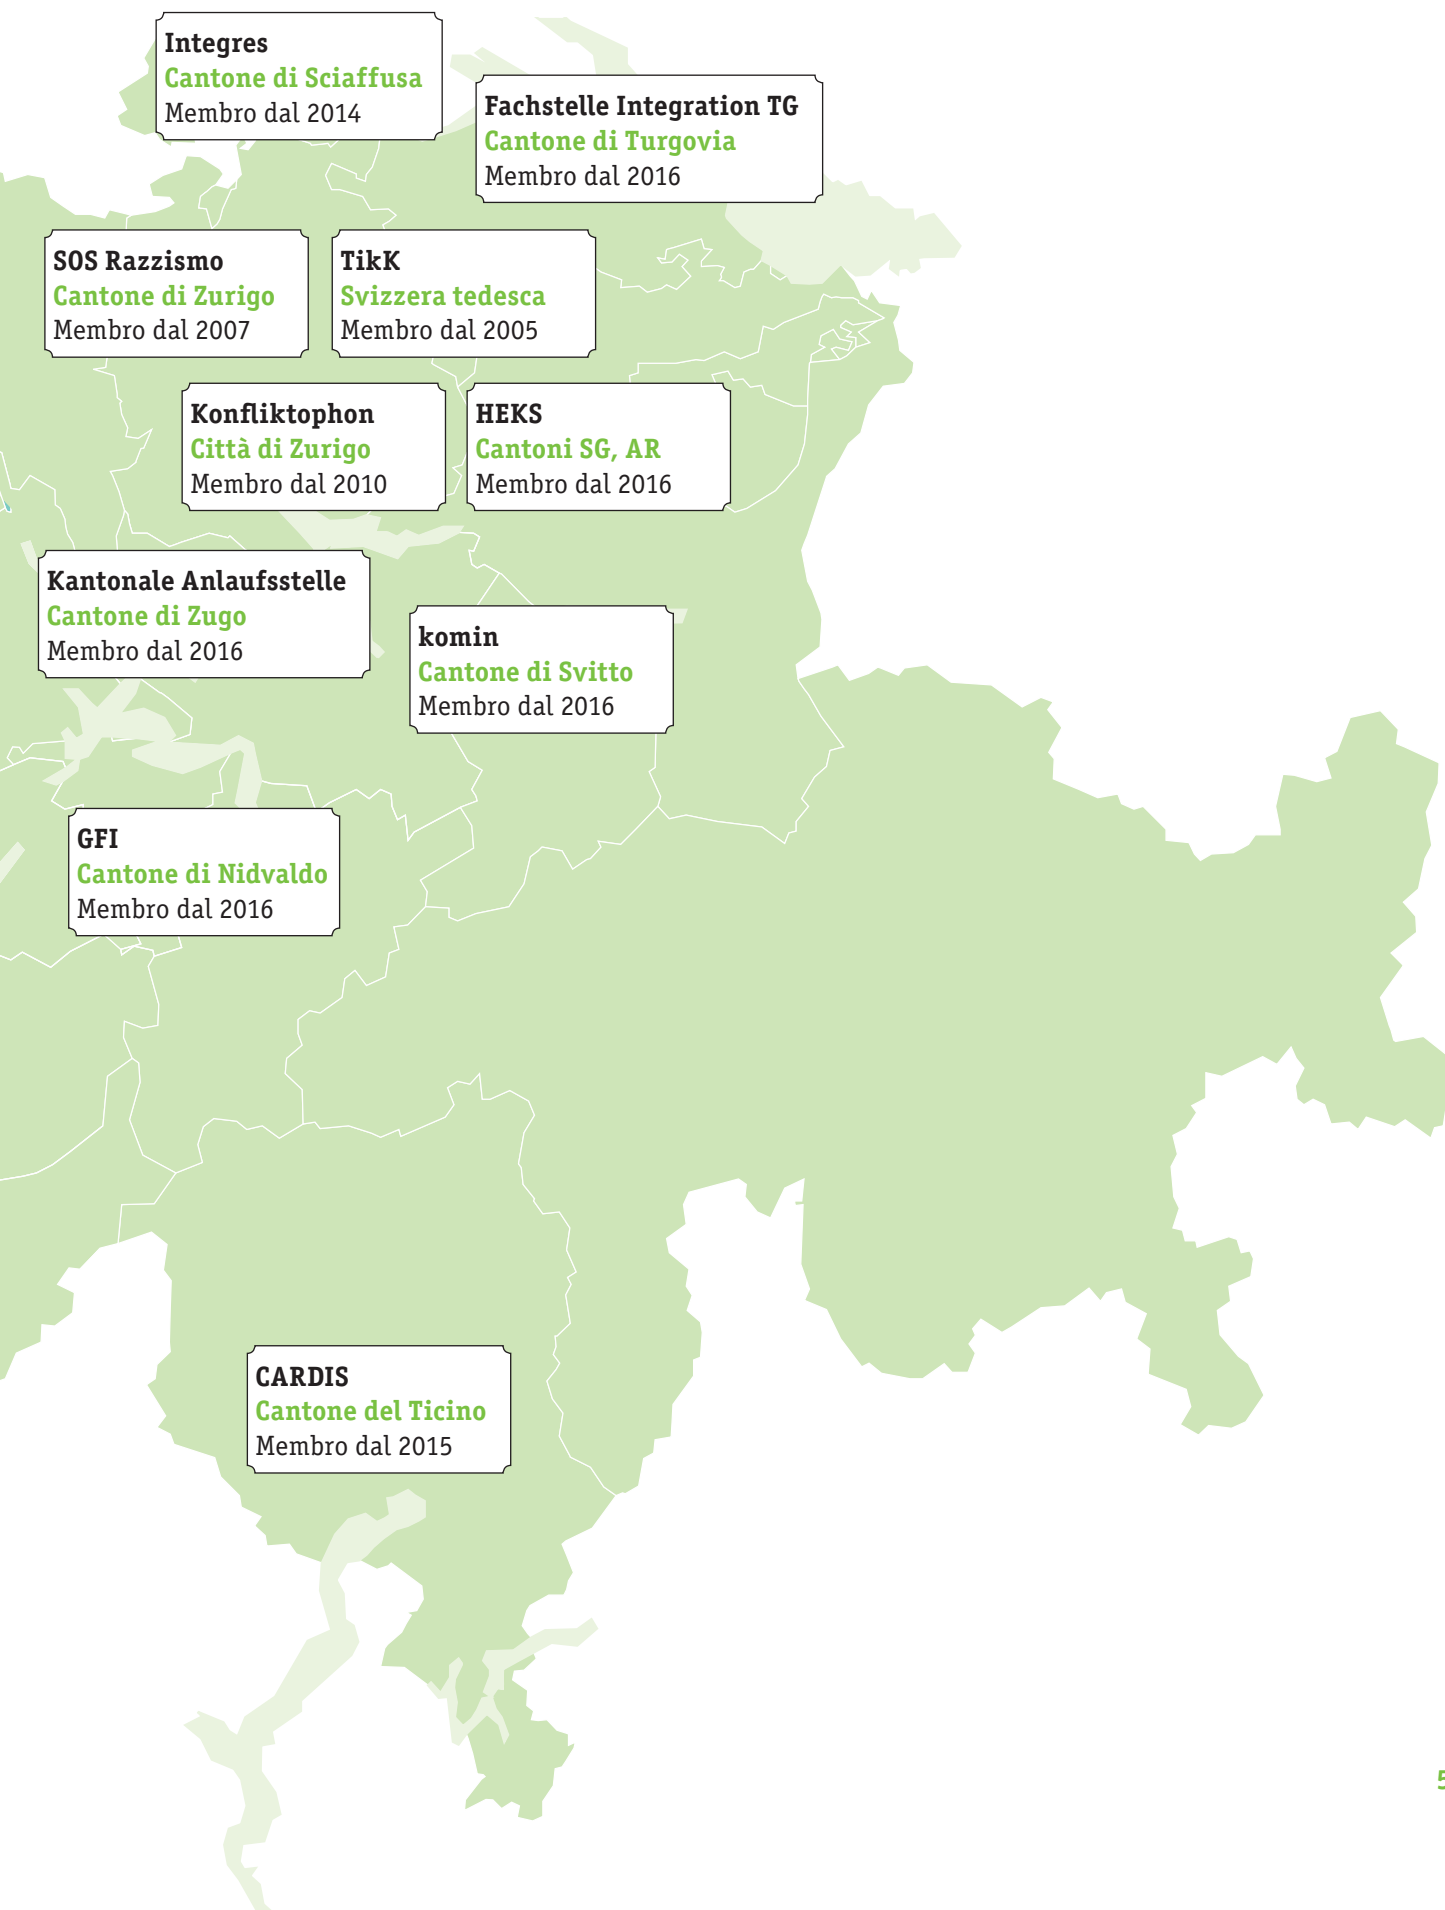 Integres
Cantone di Sciaffusa
Membro dal 2014
Fachstelle Integration TG
Cantone di Turgovia
Membro dal 2016
SOS Razzismo
Cantone di Zurigo
Membro dal 2007
TikK
Svizzera tedesca
Membro dal 2005
Konfliktophon
Città di Zurigo
Membro dal 2010
HEKS
Cantoni SG, AR
Membro dal 2016
Kantonale Anlaufsstelle
Cantone di Zugo
Membro dal 2016
komin
Cantone di Svitto
Membro dal 2016
GFI
Cantone di Nidvaldo
Membro dal 2016
CARDIS
Cantone del Ticino
Membro dal 2015